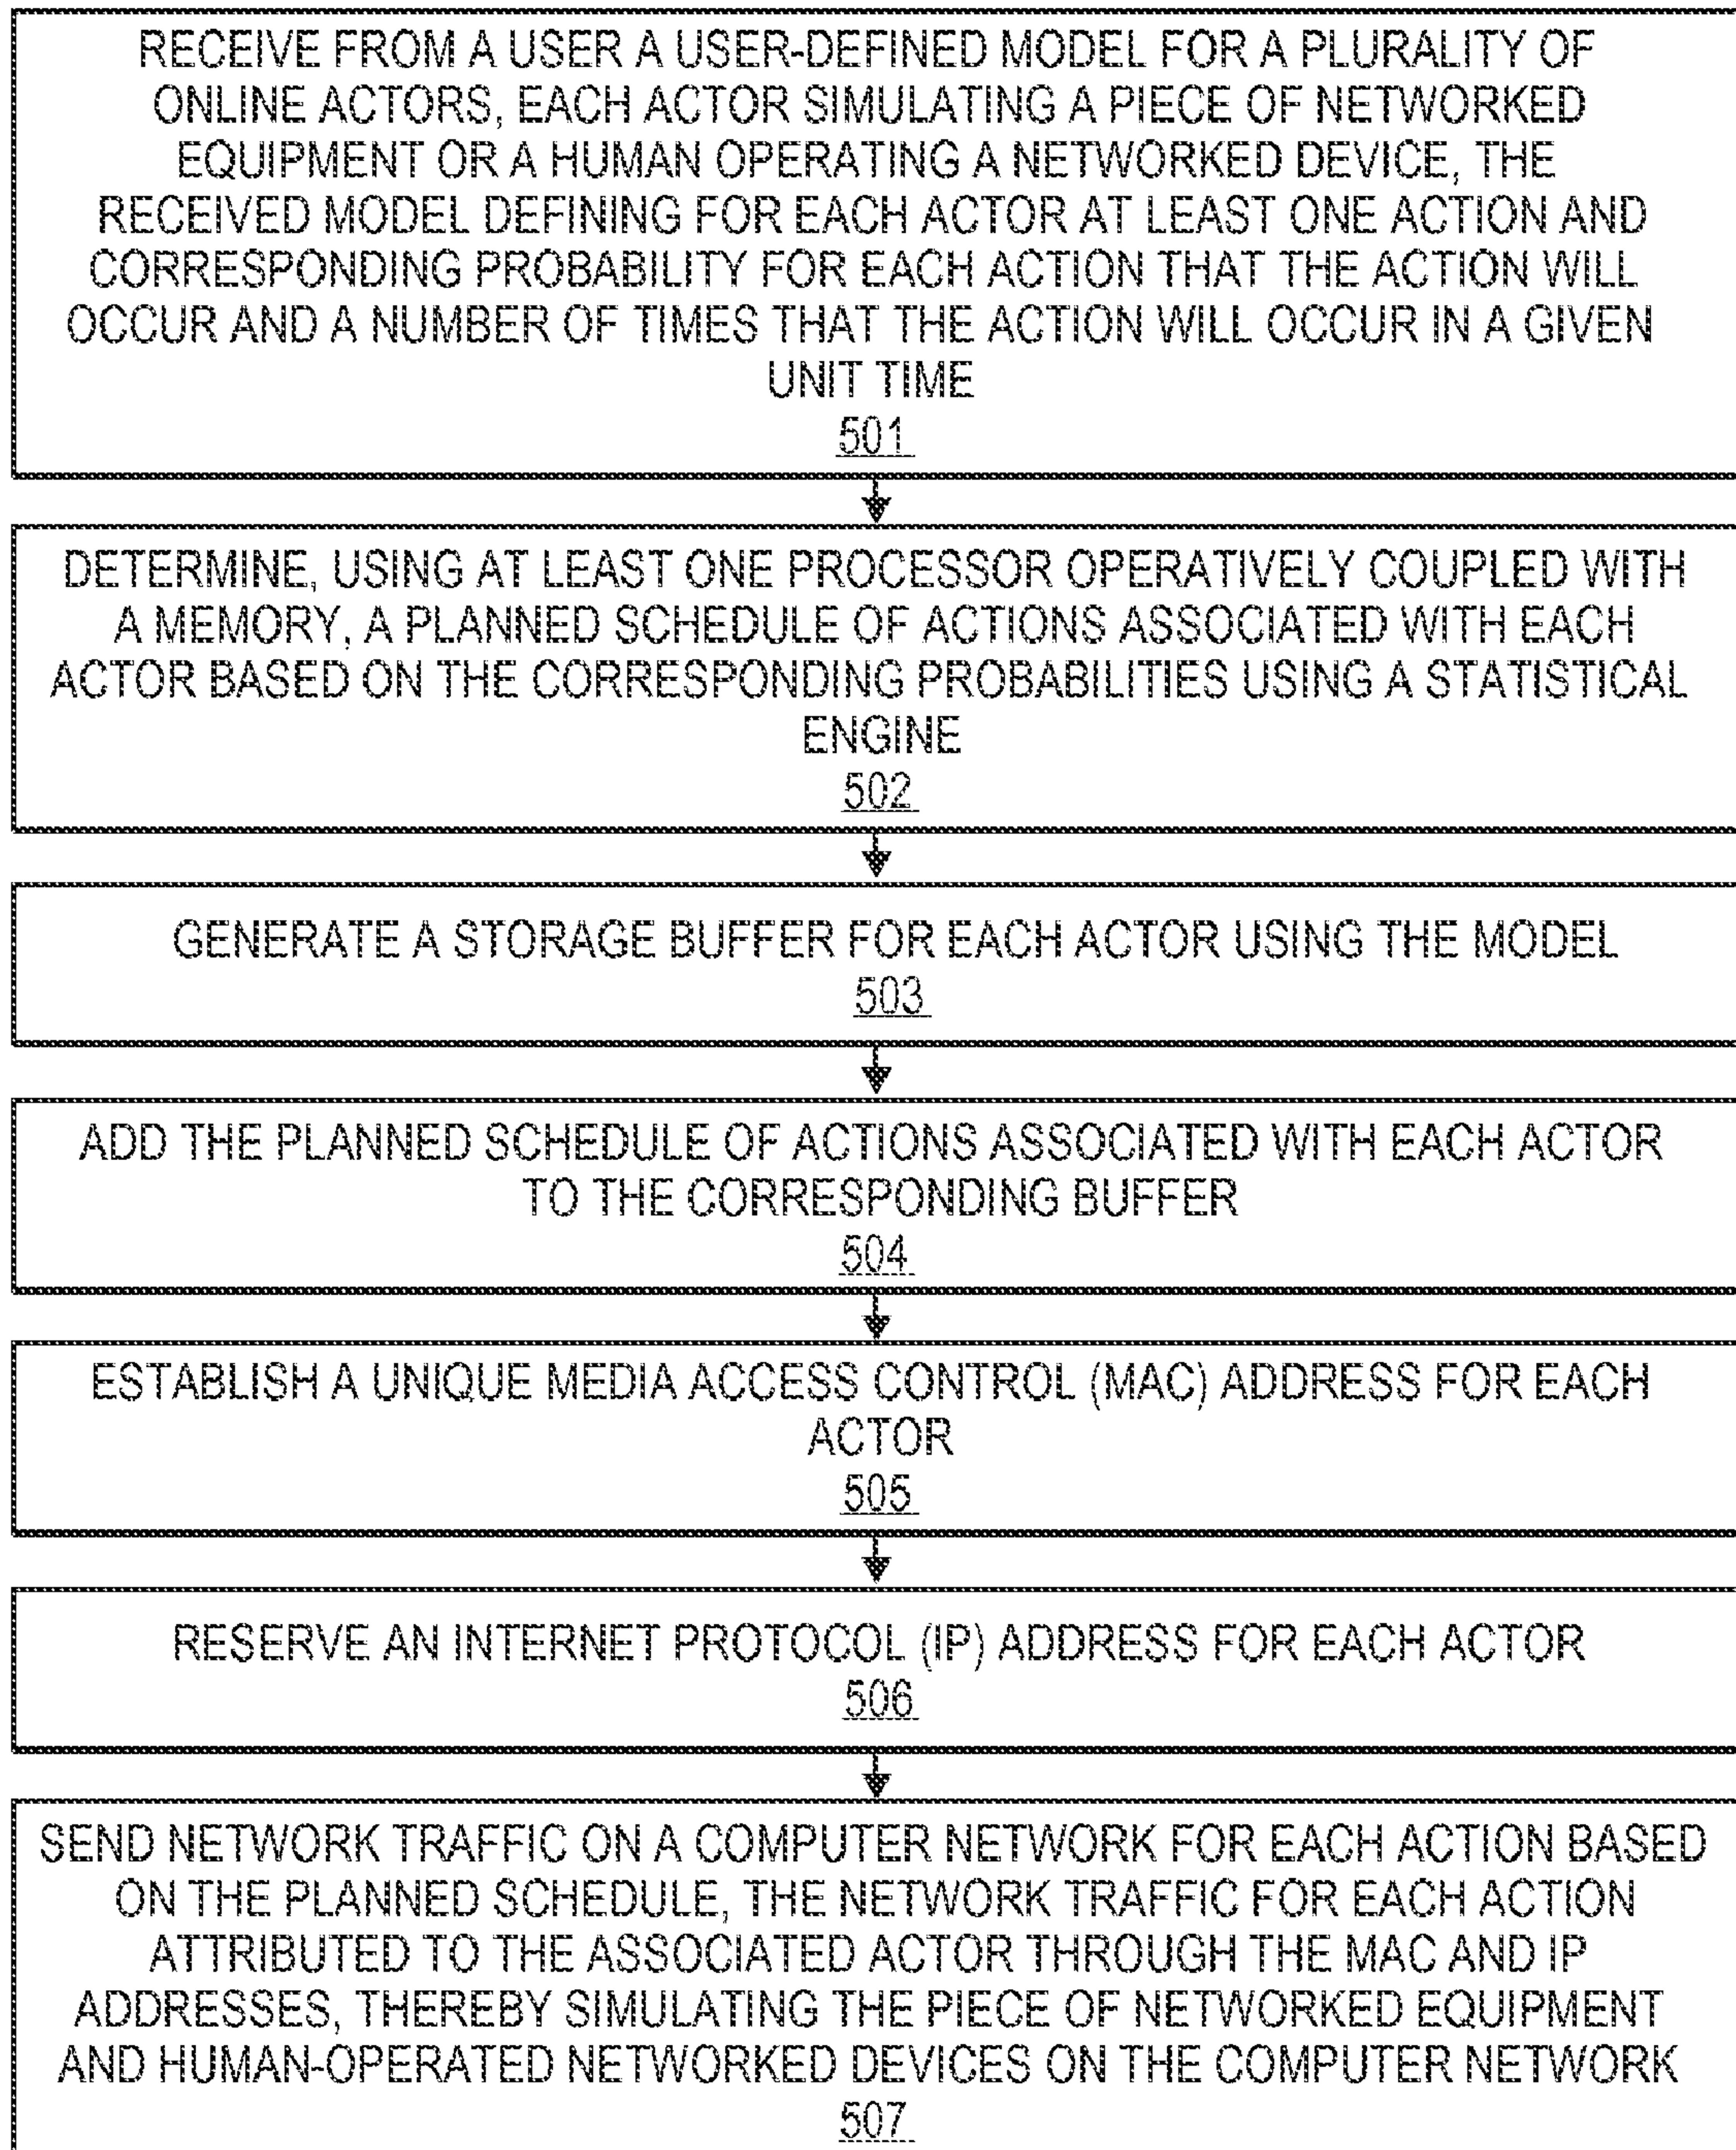 RECEIVE FROM A USER A USER-DEFINED MODEL FOR A PLURALITY OF
ONLINE ACTORS, EACH ACTOR SIMULATING A PIECE OF NETWORKED
EQUIPMENT OR A HUMAN OPERATING A NETWORKED DEVICE, THE
RECEIVED MODEL DEFINING FOR EACH ACTOR AT LEAST ONE ACTION AND
CORRESPONDING PROBABILITY FOR EACH ACTION THAT THE ACTION WILL
OCCUR AND A NUMBER OF TIMES THAT THE ACTION WILL OCCUR IN A GIVEN
UNIT TIME
501
DETERMINE, USING AT LEAST ONE PROCESSOR OPERATIVELY COUPLED WITH
A MEMORY, A PLANNED SCHEDULE OF ACTIONS ASSOCIATED WITH EACH
ACTOR BASED ON THE CORRESPONDING PROBABILITIES USING A STATISTICAL
ENGINE
502
GENERATE A STORAGE BUFFER FOR EACH ACTOR USING THE MODEL
503
ADD THE PLANNED SCHEDULE OF ACTIONS ASSOCIATED WITH EACH ACTOR
TO THE CORRESPONDING BUFFER
504
ESTABLISH A UNIQUE MEDIA ACCESS CONTROL (MAC) ADDRESS FOR EACH
ACTOR
505
RESERVE AN INTERNET PROTOCOL (IP) ADDRESS FOR EACH ACTOR
506
SEND NETWORK TRAFFIC ON A COMPUTER NETWORK FOR EACH ACTION BASED
ON THE PLANNED SCHEDULE, THE NETWORK TRAFFIC FOR EACH ACTION
ATTRIBUTED TO THE ASSOCIATED ACTOR THROUGH THE MAC AND IP
ADDRESSES, THEREBY SIMULATING THE PIECE OF NETWORKED EQUIPMENT
AND HUMAN-OPERATED NETWORKED DEVICES ON THE COMPUTER NETWORK
507